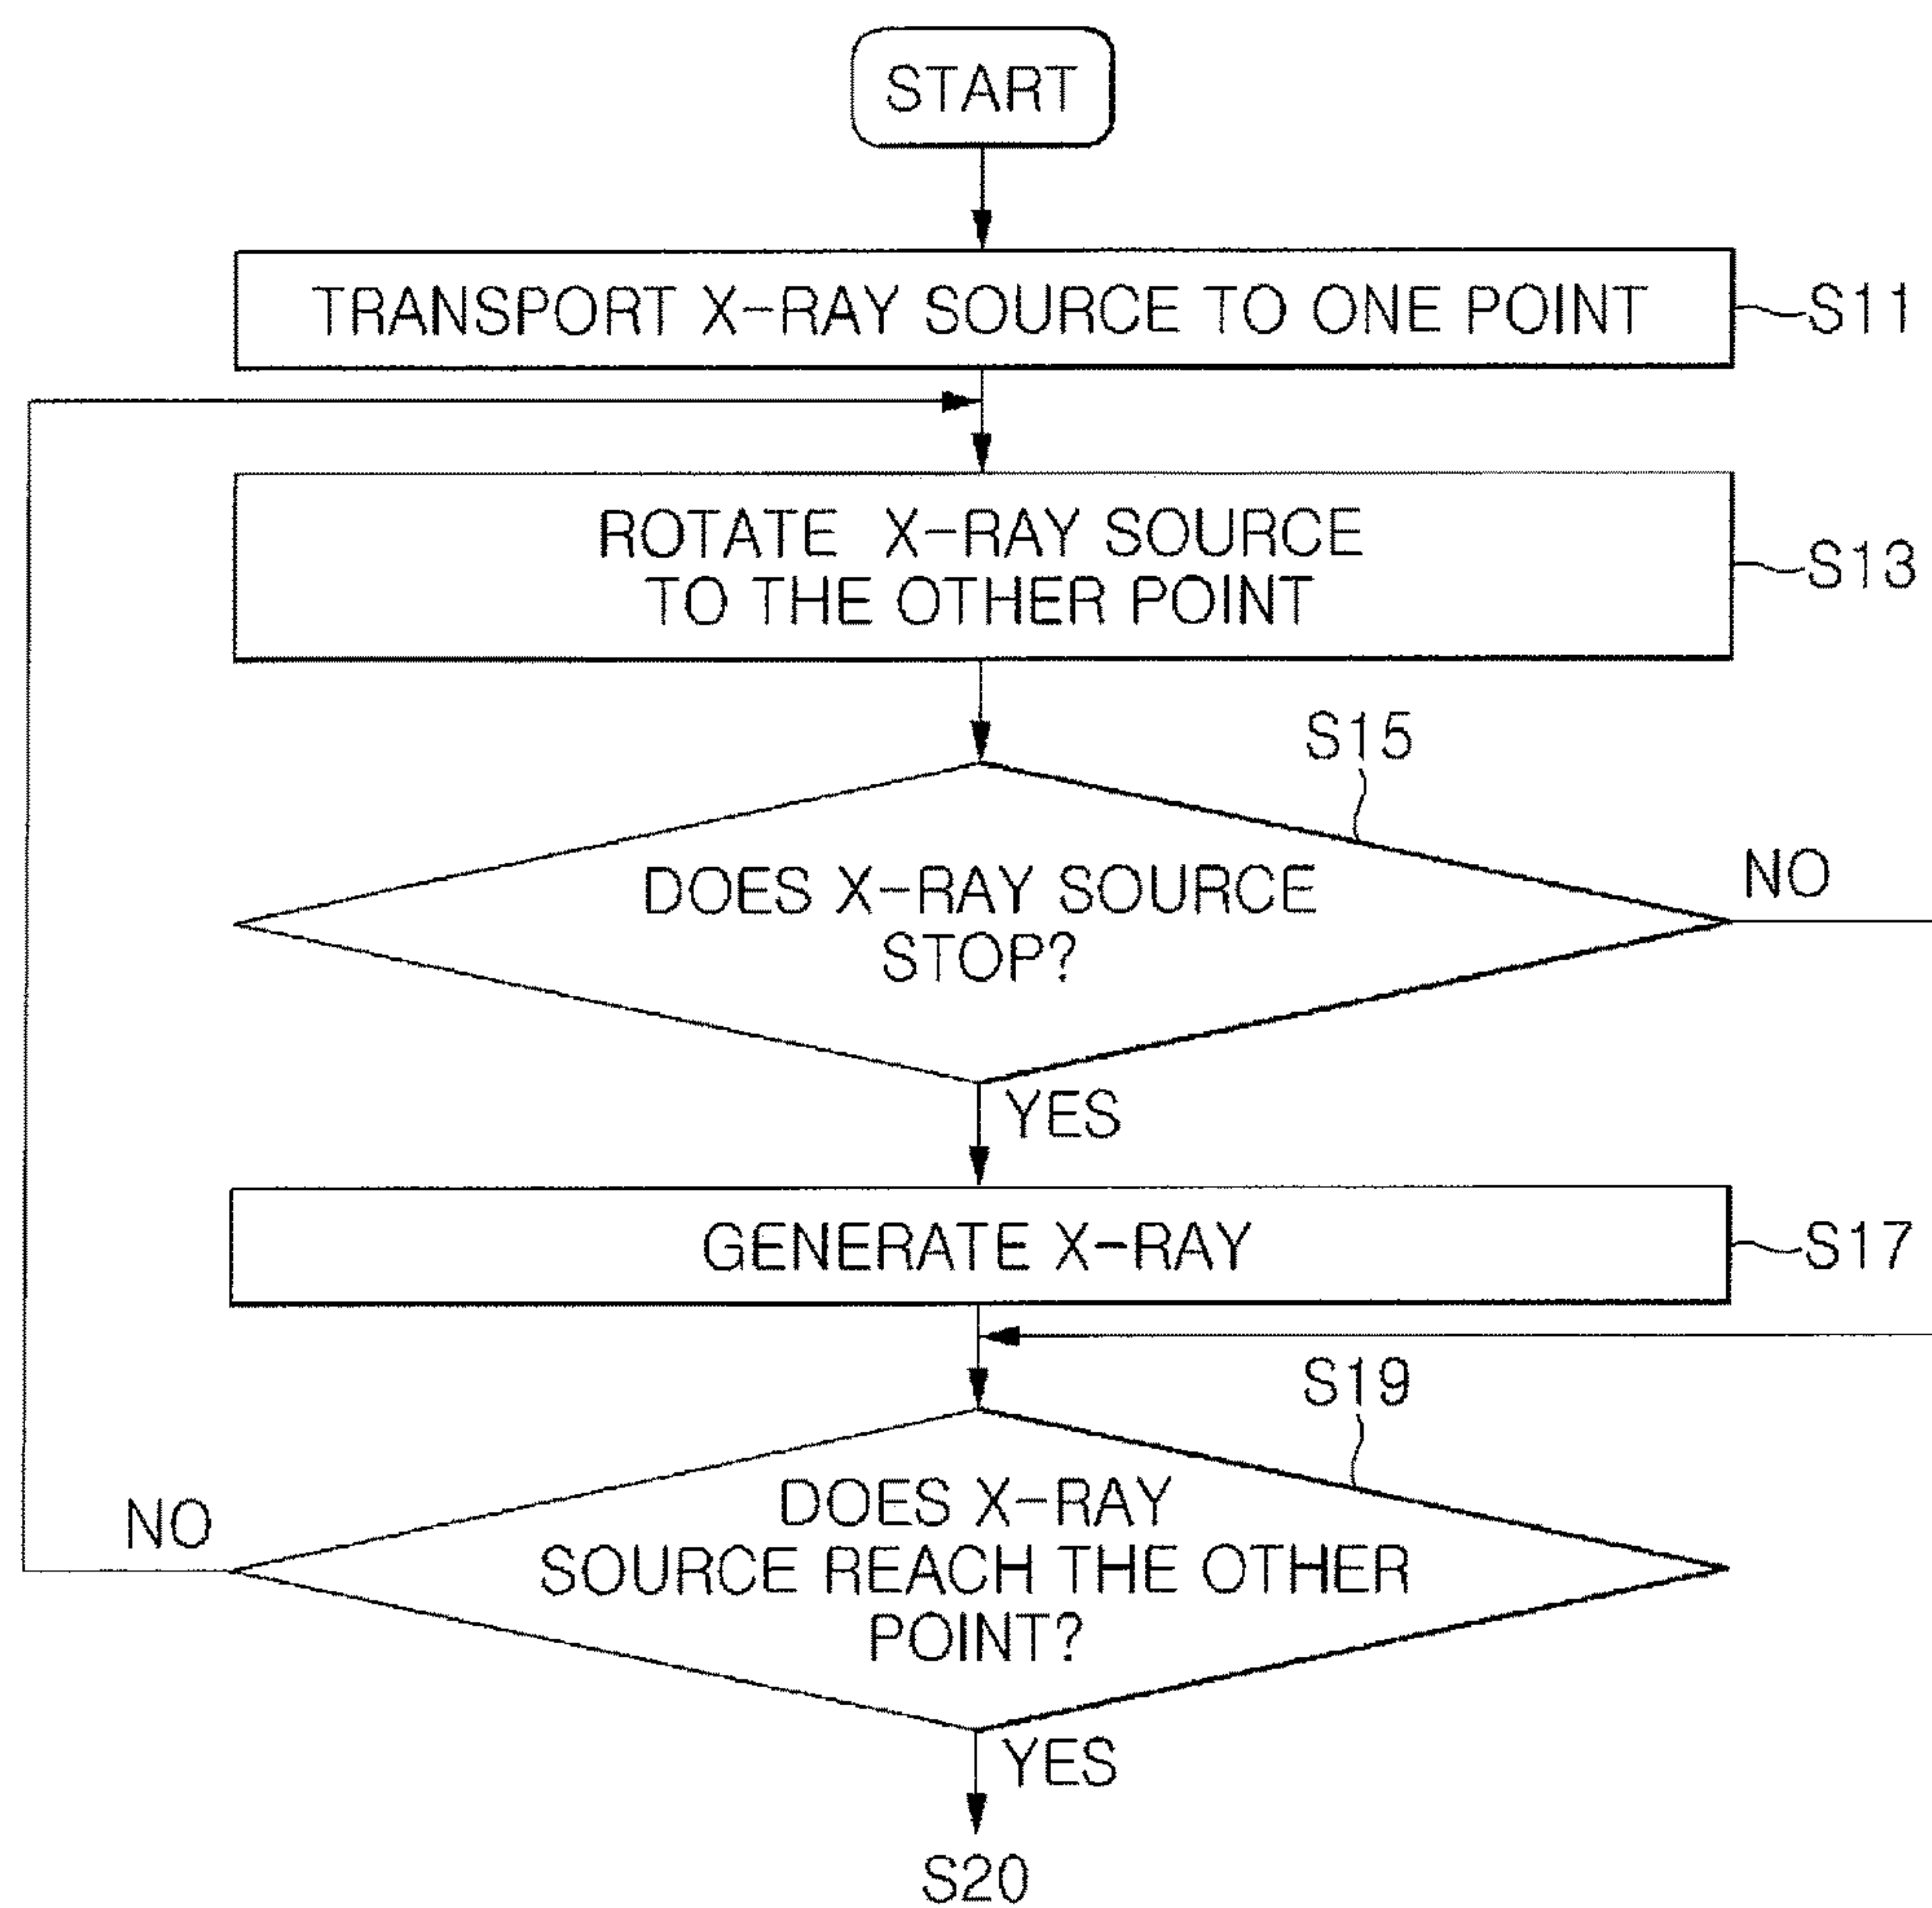 START
TRANSPORT X-RAY SOURCE TO ONE POINT
S11
ROTATE X-RAY SOURCE
TO THE OTHER POINT
S13
S15
DOES X-RAY SOURCE
STOP?
NO
YES
GENERATE X-RAY
S17
S19
DOES X-RAY
SOURCE REACH THE OTHER
POINT?
NO
YES
S20